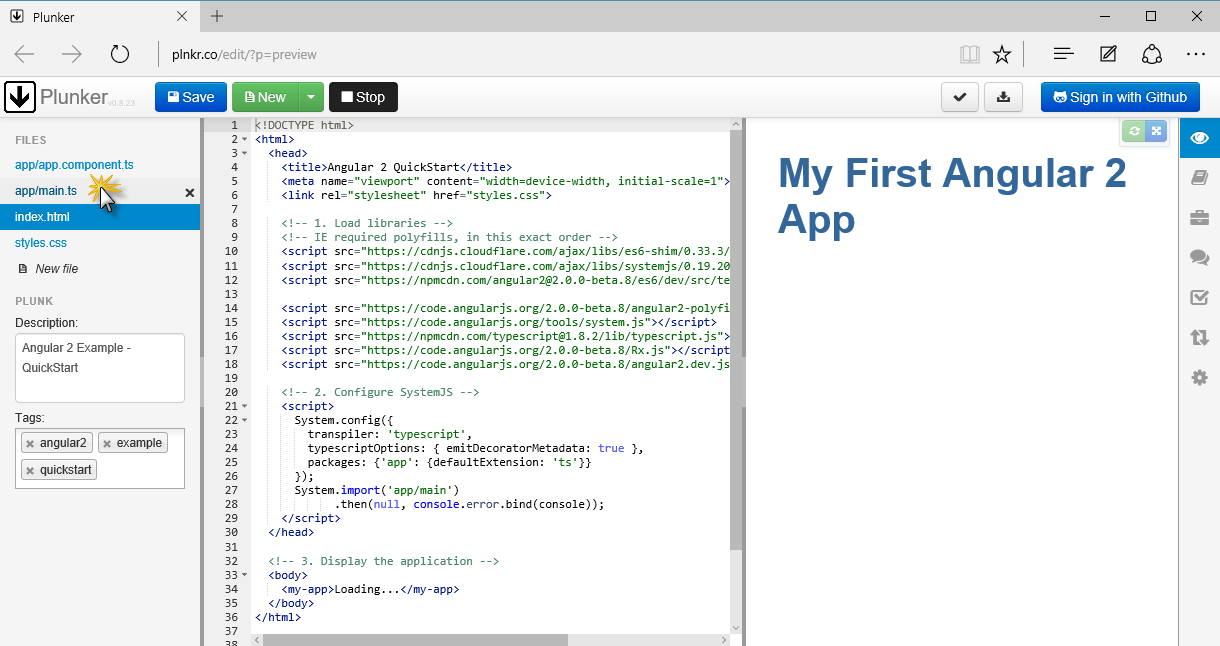 Plunker
plnkr.co/edit/?p=preview
Plunker v0.8.23
Save
New
Stop
Sign in with Github
FILES
app/app.component.ts
app/main.ts
index.html
styles.css
New file
PLUNK
Description:
Angular 2 Example -
QuickStart
Tags:
angular2
example
quickstart
1 <!DOCTYPE html>
2 <html>
3 <head>
4 <title>Angular 2 QuickStart</title>
5 <meta name="viewport" content="width=device-width, initial-scale=1">
6 <link rel="stylesheet" href="styles.css">
7
8 <!-- 1. Load libraries -->
9 <!-- IE required polyfills, in this exact order -->
10 <script src="https://cdnjs.cloudflare.com/ajax/libs/es6-shim/0.33.3/
11 <script src="https://cdnjs.cloudflare.com/ajax/libs/systemjs/0.19.20
12 <script src="https://npmcdn.com/angular2@2.0.0-beta.8/es6/dev/src/te
13
14 <script src="https://code.angularjs.org/2.0.0-beta.8/angular2-polyfi
15 <script src="https://code.angularjs.org/tools/system.js"></script>
16 <script src="https://npmcdn.com/typescript@1.8.2/lib/typescript.js">
17 <script src="https://code.angularjs.org/2.0.0-beta.8/Rx.js"></script
18 <script src="https://code.angularjs.org/2.0.0-beta.8/angular2.dev.js
19
20 <!-- 2. Configure SystemJS -->
21 <script>
22 System.config({
23 transpiler: 'typescript',
24 typescriptOptions: { emitDecoratorMetadata: true },
25 packages: {'app': {defaultExtension: 'ts'}}
26 });
27 System.import('app/main')
28 .then(null, console.error.bind(console));
29 </script>
30 </head>
31
32 <!-- 3. Display the application -->
33 <body>
34 <my-app>Loading...</my-app>
35 </body>
36 </html>
37
38
My First Angular 2
App